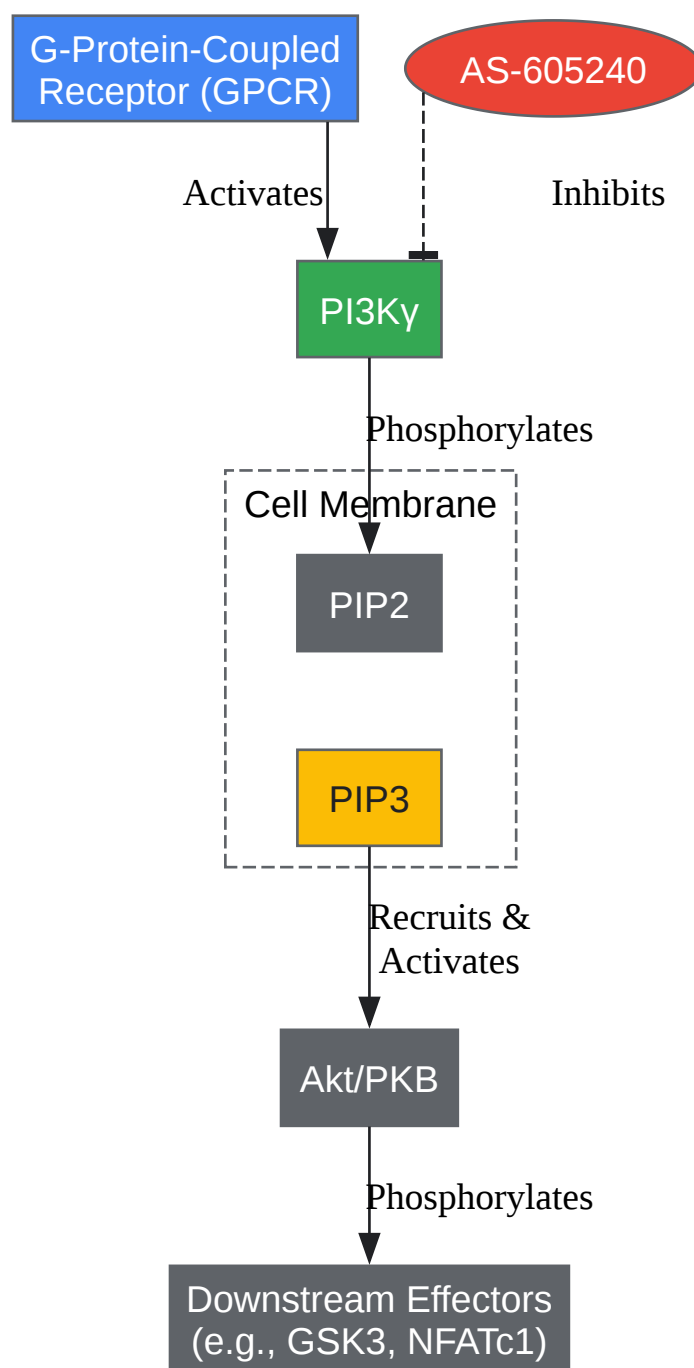 G-Protein-Coupled
Receptor (GPCR)
AS-605240
Activates
Inhibits
PI3Kγ
Phosphorylates
Cell Membrane
PIP2
PIP3
Recruits &
Activates
Akt/PKB
Phosphorylates
Downstream Effectors
(e.g., GSK3, NFATc1)